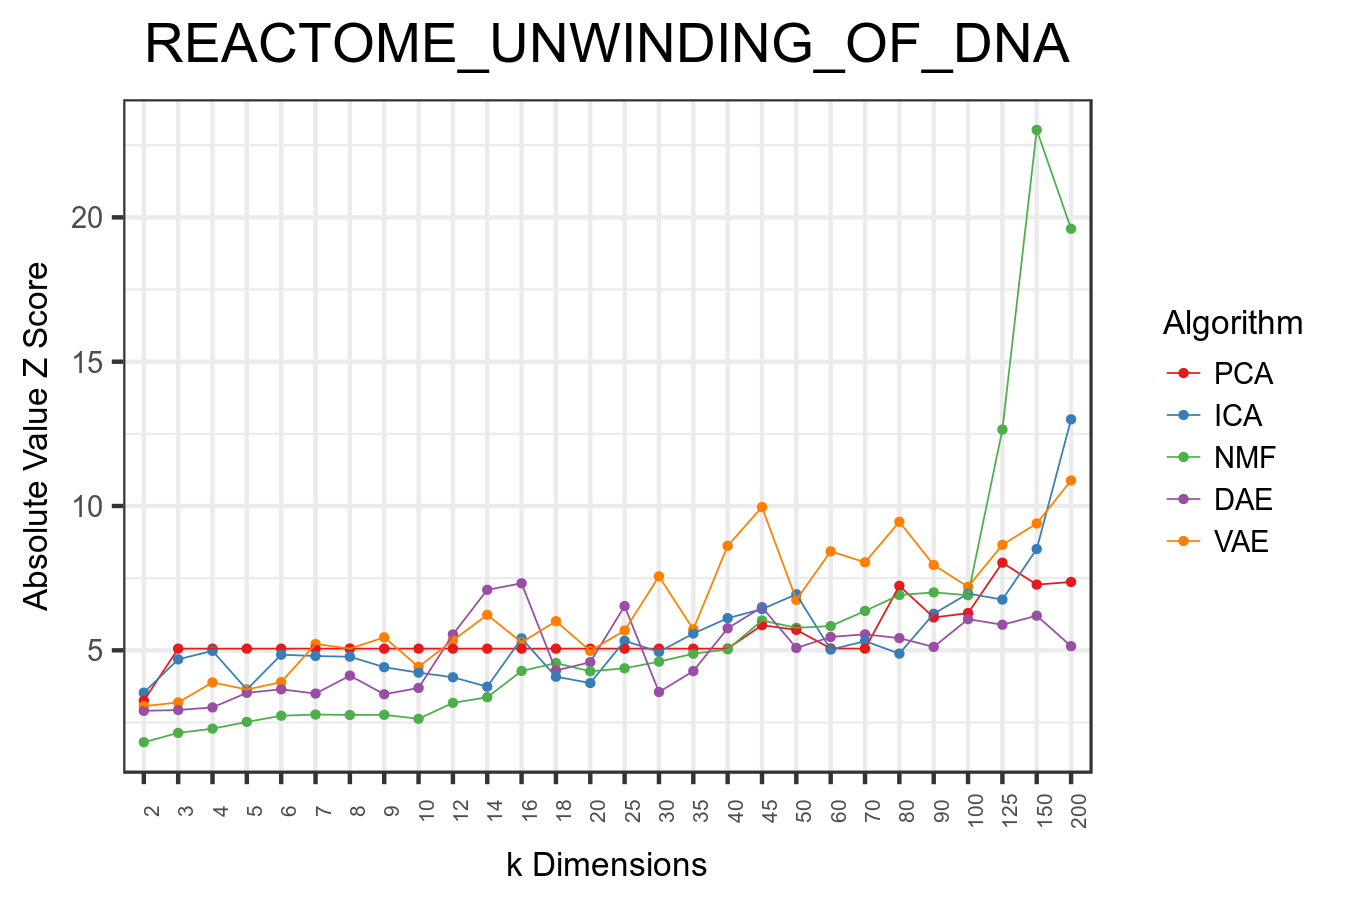 REACTOME_UNWINDING_OF_DNA
Absolute Value Z Score
20
15
10
5
2 3 4 5 6 7 8 9 10 12 14 16 18 20 25 30 35 40 45 50 60 70 80 90 100 125 150 200
k Dimensions
Algorithm
PCA
ICA
NMF
DAE
VAE